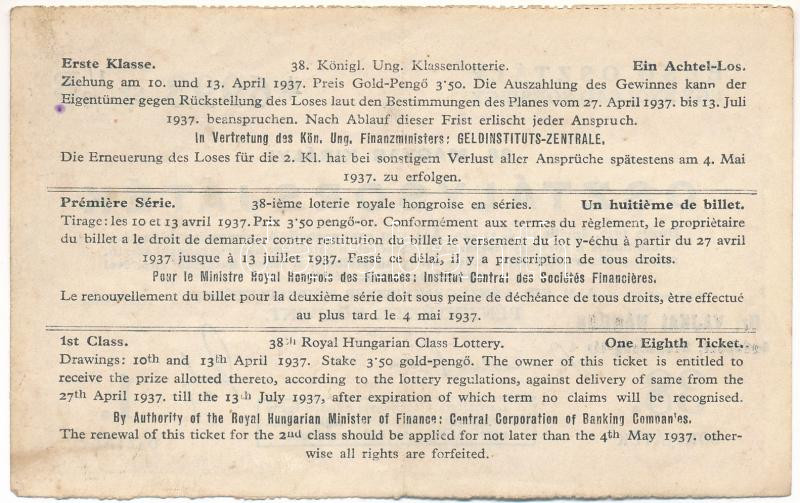 Erste Klasse. 38. Königl. Ung. Klassenlotterie. Ein Achtel-Los.
Ziehung am 10. und 13. April 1937. Preis Gold-Pengő 3·50. Die Auszahlung des Gewinnes kann der
Eigentümer gegen Rückstellung des Loses laut den Bestimmungen des Planes vom 27. April 1937. bis 13. Juli
1937. beanspruchen. Nach Ablauf dieser Frist erlischt jeder Anspruch.
In Vertretung des Kön. Ung. Finanzministers: GELDINSTITUTS-ZENTRALE.
Die Erneuerung des Loses für die 2. Kl. hat bei sonstigem Verlust aller Ansprüche spätestens am 4. Mai
1937. zu erfolgen.
Prémière Série. 38-ième loterie royale hongroise en séries. Un huitième de billet.
Tirage: les 10 et 13 avril 1937. Prix 3·50 pengő-or. Conformément aux termes du règlement, le propriètaire
du billet a le droit de demander contre restitution du billet le versement du lot y-échu à partir du 27 avril
1937 jusque à 13 juillet 1937. Passé ce délai, il y a prescription de tous droits.
Pour le Ministre Royal Hongrois des Finances: Institut Central des Sociétés Financières.
Le renouyellement du billet pour la deuxième série doit sous peine de déchéance de tous droits, ètre effectué
au plus tard le 4 mai 1937.
1st Class. 38th Royal Hungarian Class Lottery. One Eighth Ticket.
Drawings: 10th and 13th April 1937. Stake 3·50 gold-pengő. The owner of this ticket is entitled to
receive the prize allotted thereto, according to the lottery regulations, against delivery of same from the
27th April 1937. till the 13th July 1937, after expiration of which term no claims will be recognised.
By Authority of the Royal Hungarian Minister of Finance: Central Corporation of Banking Companies.
The renewal of this ticket for the 2nd class should be applied for not later than the 4th May 1937. other-
wise all rights are forfeited.